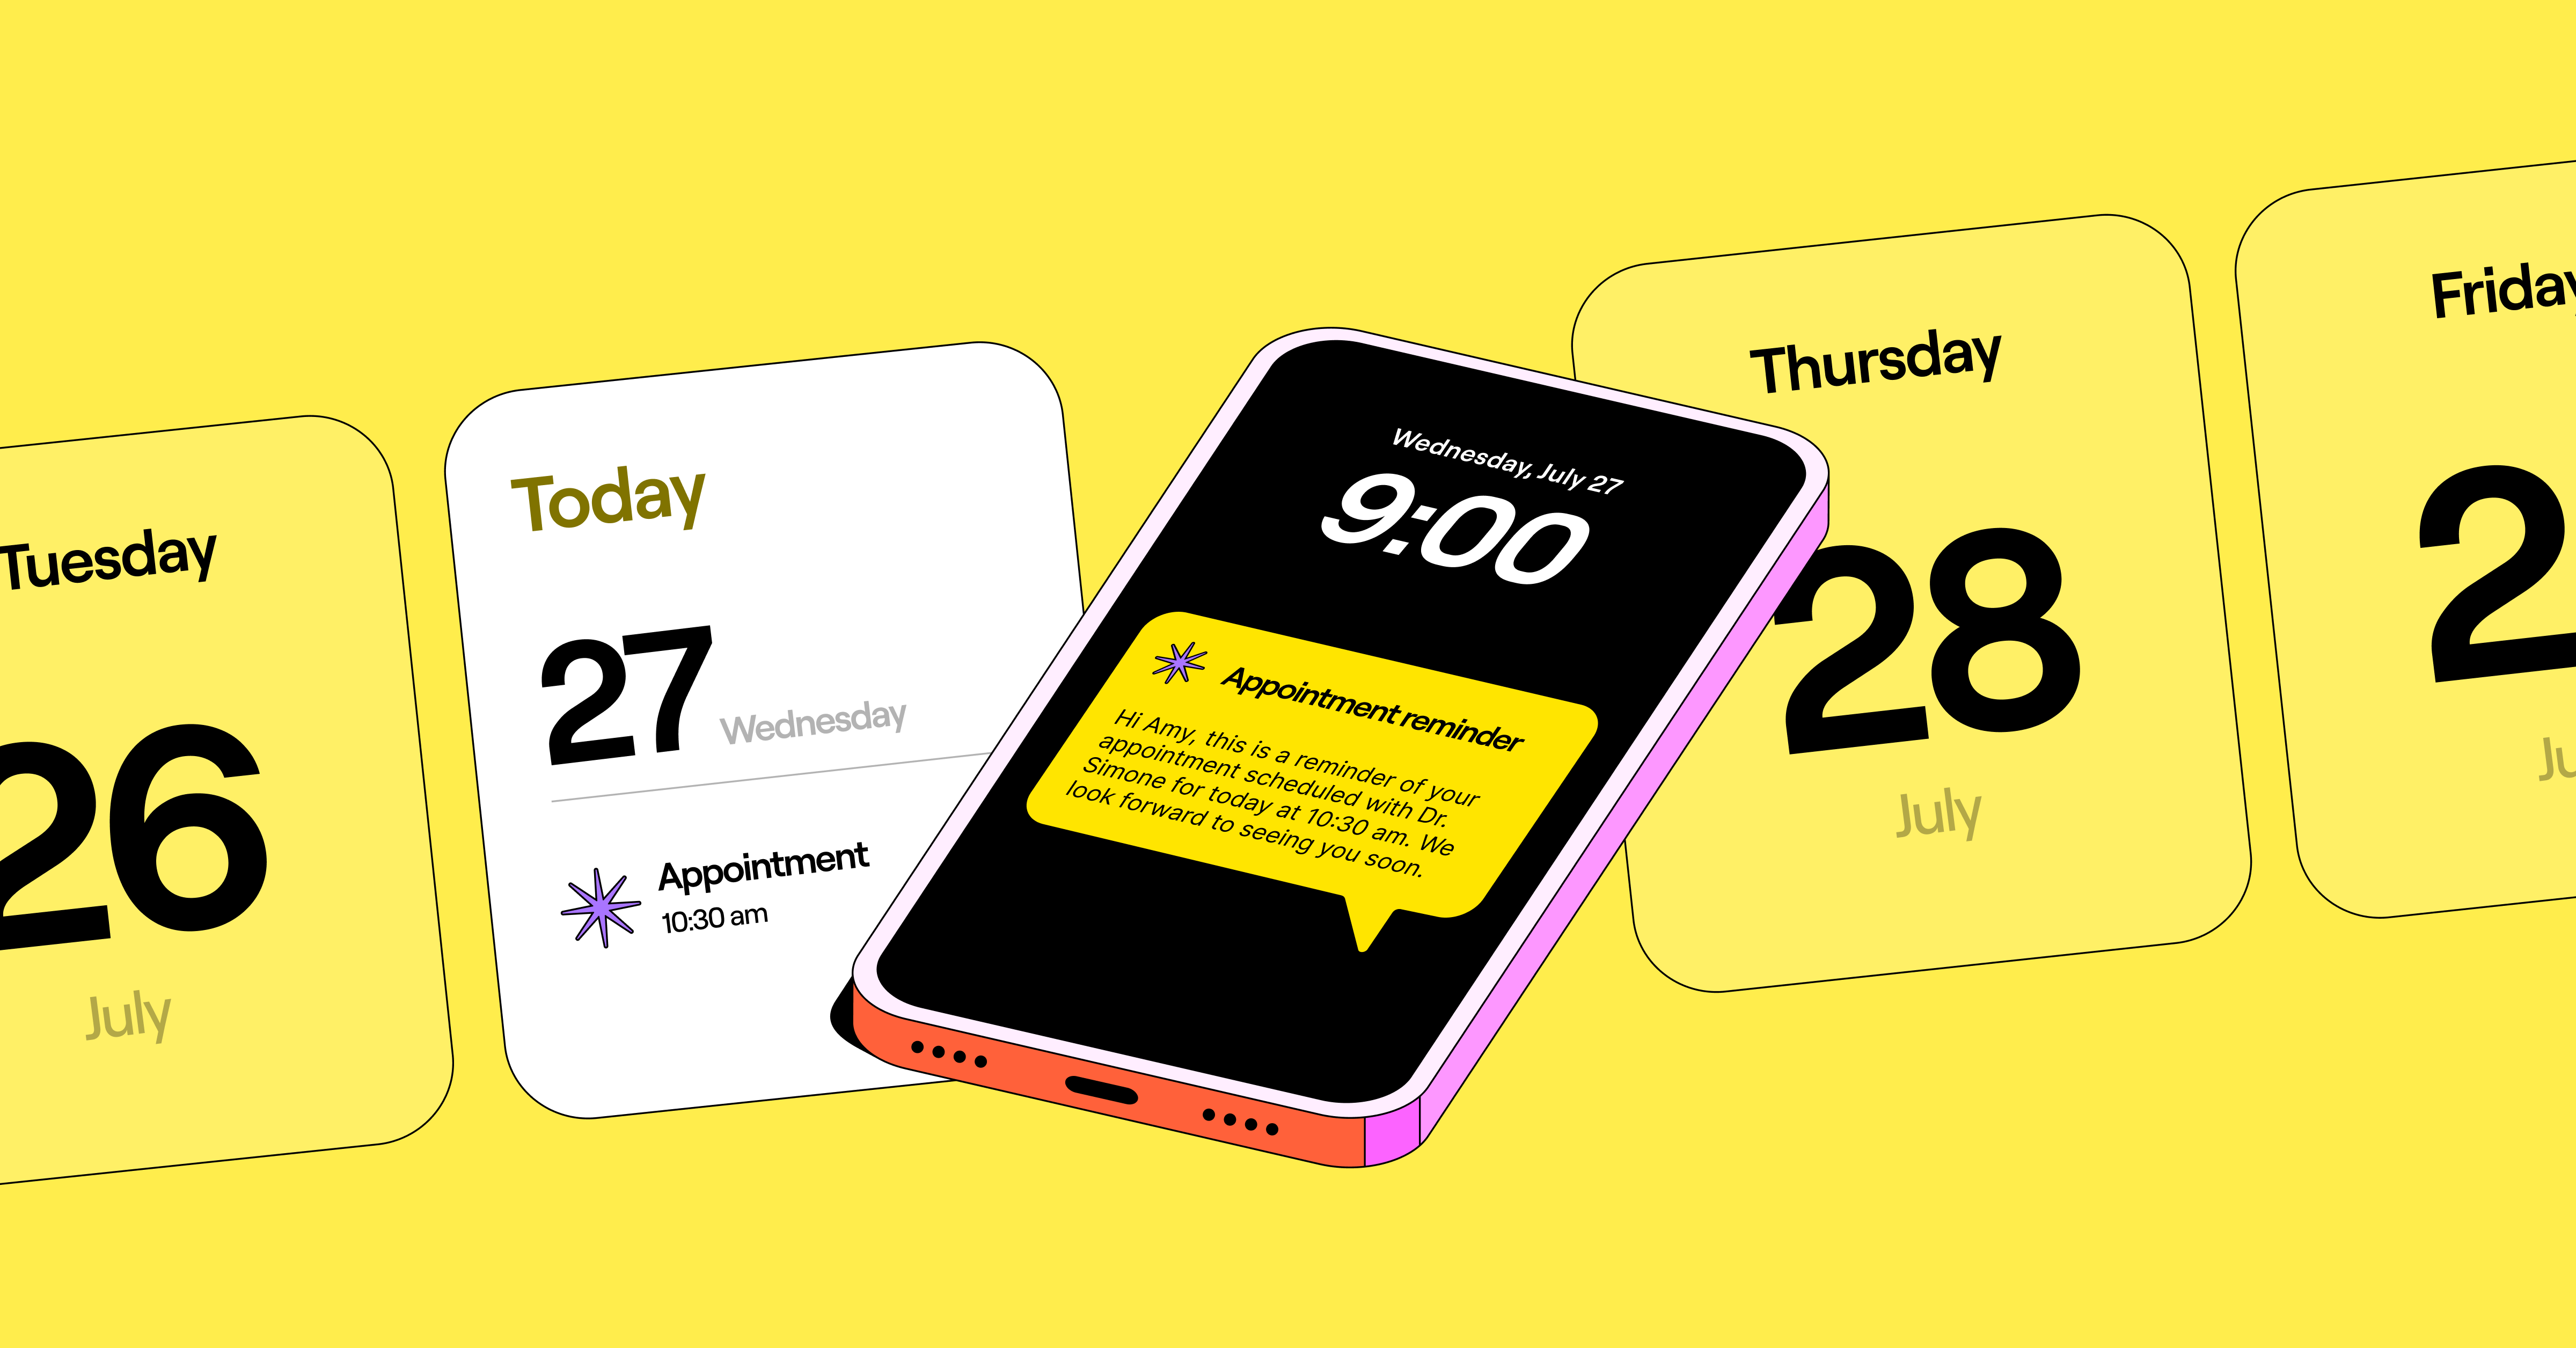 Tuesday
26
July
Today
27 Wednesday
Appointment
10:30 am
Wednesday, July 27
9:00
Appointment reminder
Hi Amy, this is a reminder of your
appointment scheduled with Dr.
Simone for today at 10:30 am. We
look forward to seeing you soon.
Thursday
28
July
Friday
2
Ju